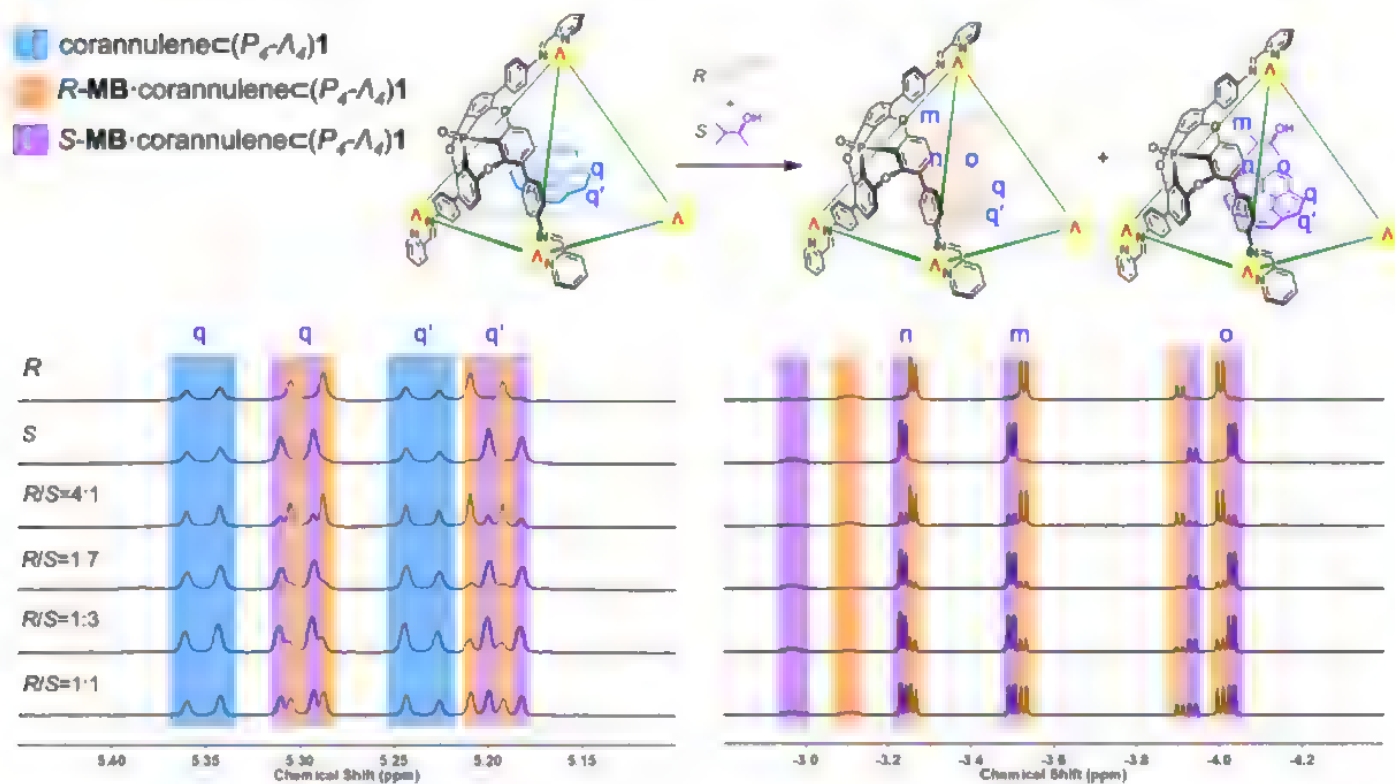 corannulene⊂(P₄-Λ₄)1
R-MB·corannulene⊂(P₄-Λ₄)1
S-MB·corannulene⊂(P₄-Λ₄)1
R
+
S
OH
OH
Λ
Λ
Λ
Λ
Λ
Λ
Λ
Λ
Λ
Λ
Λ
Λ
+
m
m
n
o
n
o
q
q'
q
q'
q
q'
q
q
q'
q'
n
m
o
R
S
R/S=4:1
R/S=1:7
R/S=1:3
R/S=1:1
5.40
5.35
5.30
5.25
5.20
5.15
-3.0
-3.2
-3.4
-3.6
-3.8
-4.0
-4.2
Chemical Shift (ppm)
Chemical Shift (ppm)